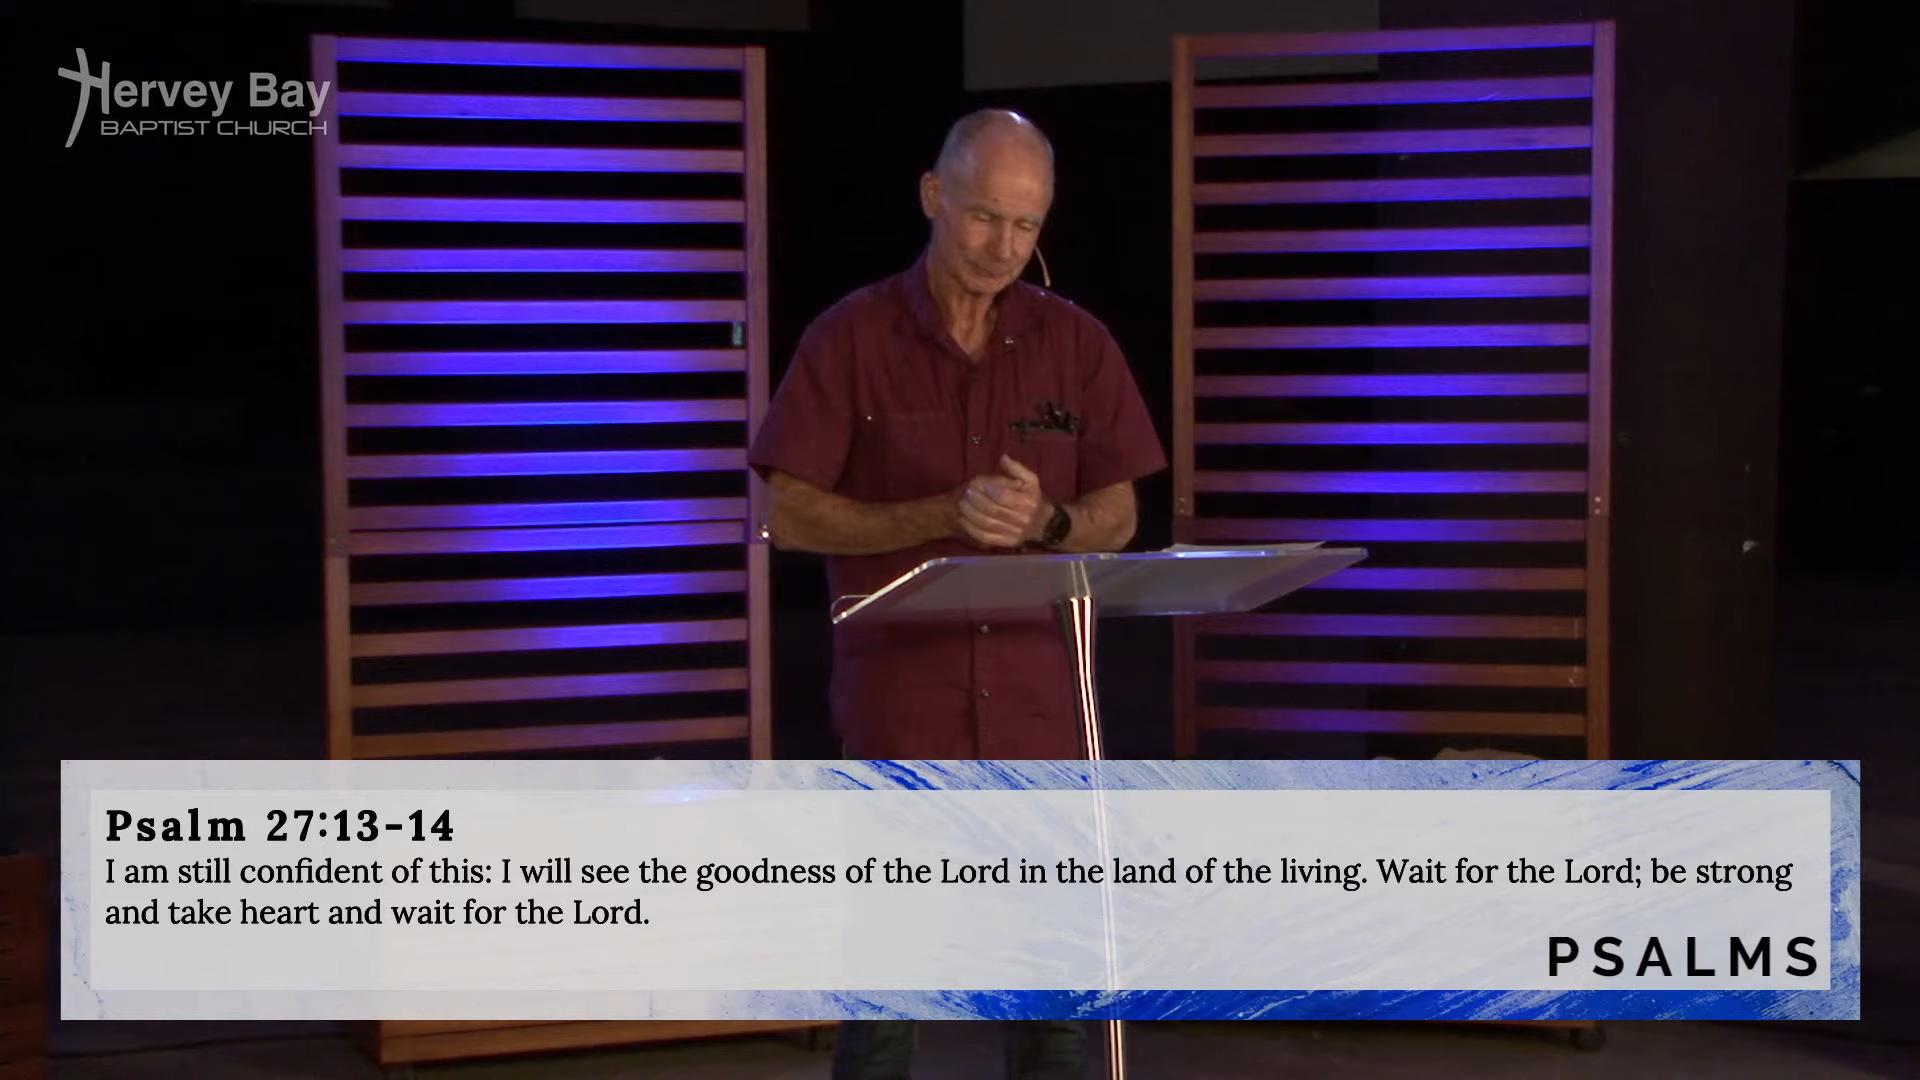 Hervey Bay
BAPTIST CHURCH
Psalm 27:13-14
I am still confident of this: I will see the goodness of the Lord in the land of the living. Wait for the Lord; be strong
and take heart and wait for the Lord.
PSALMS